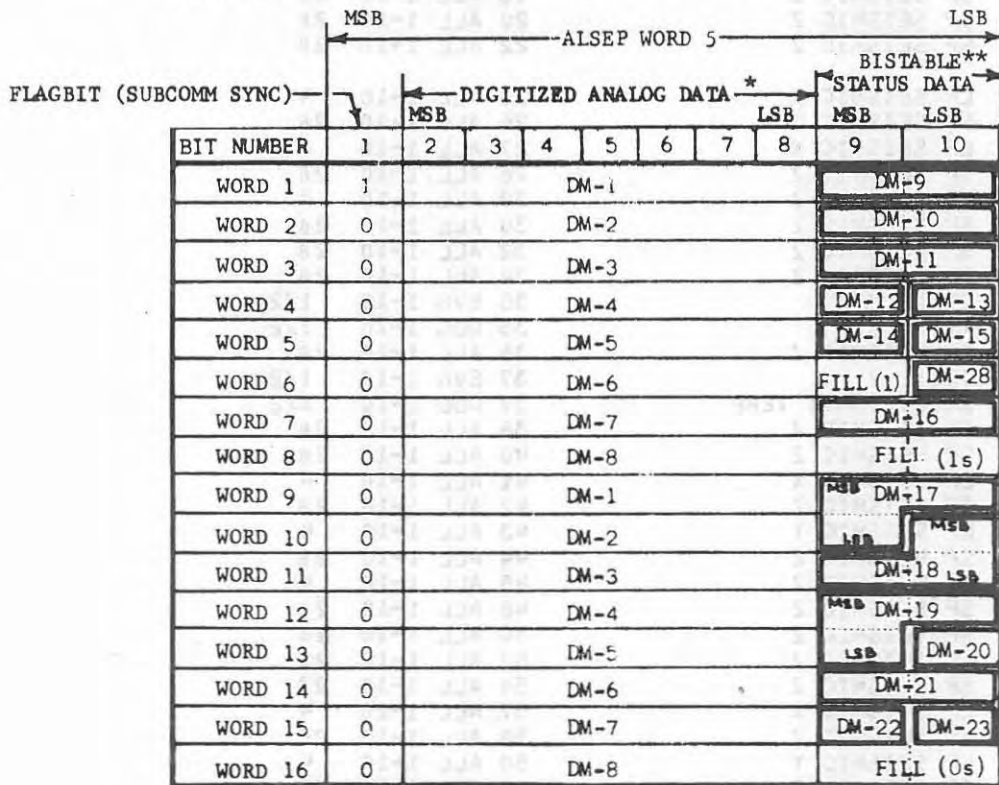 MSB LSB
ALSEP WORD 5
BISTABLE**
FLAGBIT (SUBCOMM SYNC) DIGITIZED ANALOG DATA * STATUS DATA
MSB LSB MSB LSB
BIT NUMBER 1 2 3 4 5 6 7 8 9 10
WORD 1 1 DM-1 DM-9
WORD 2 0 DM-2 DM-10
WORD 3 0 DM-3 DM-11
WORD 4 0 DM-4 DM-12 DM-13
WORD 5 0 DM-5 DM-14 DM-15
WORD 6 0 DM-6 FILL (1) DM-28
WORD 7 0 DM-7 DM-16
WORD 8 0 DM-8 FILL (1s)
WORD 9 0 DM-1 MSB DM-17
WORD 10 0 DM-2 LSB MSB
WORD 11 0 DM-3 DM-18 LSB
WORD 12 0 DM-4 MSB DM-19
WORD 13 0 DM-5 LSB DM-20
WORD 14 0 DM-6 DM-21
WORD 15 0 DM-7 DM-22 DM-23
WORD 16 0 DM-8 FILL (0s)